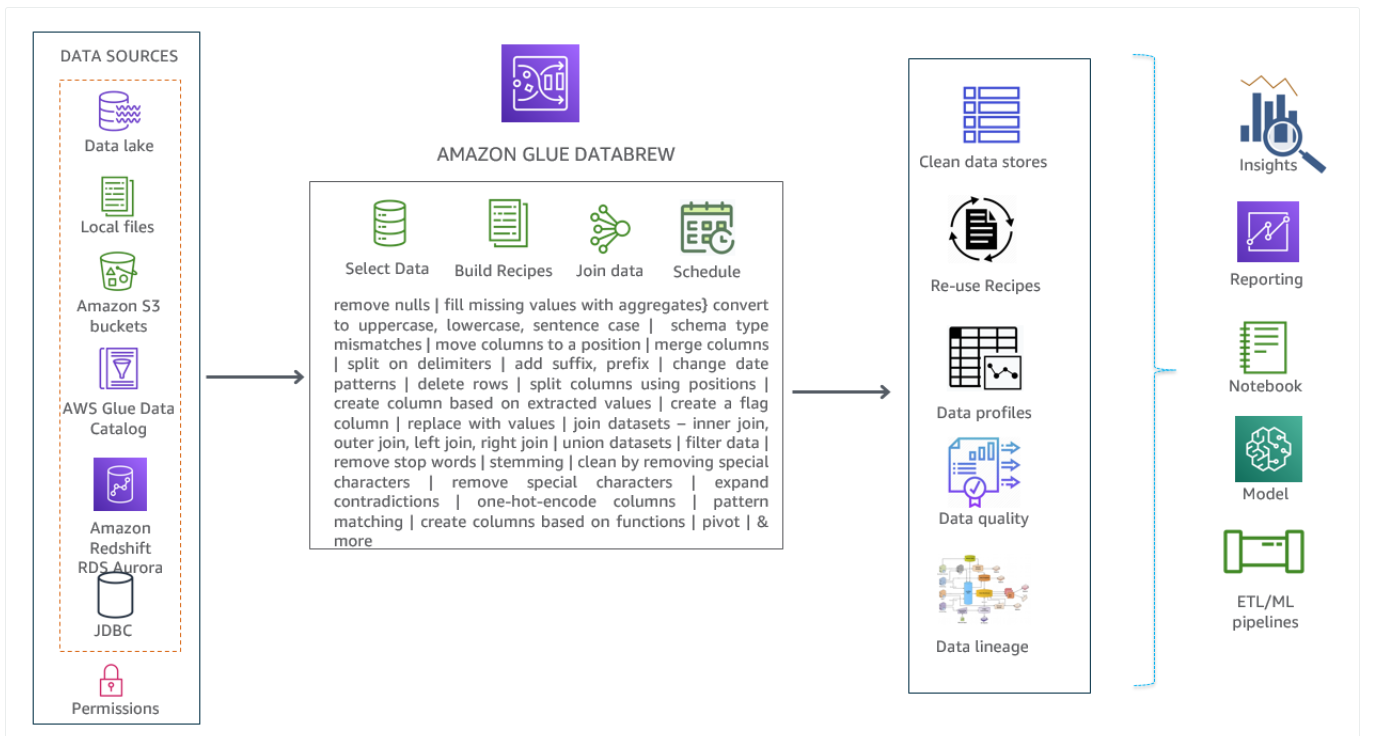 DATA SOURCES
Data lake
Local files
Amazon S3
buckets
AWS Glue Data
Catalog
Amazon
Redshift
RDS Aurora
JDBC
Permissions
AMAZON GLUE DATABREW
Select Data
Build Recipes
Join data
Schedule
remove nulls | fill missing values with aggregates} convert
to uppercase, lowercase, sentence case | schema type
mismatches | move columns to a position | merge columns
| split on delimiters | add suffix, prefix | change date
patterns | delete rows | split columns using positions |
create column based on extracted values | create a flag
column | replace with values | join datasets – inner join,
outer join, left join, right join | union datasets | filter data |
remove stop words | stemming | clean by removing special
characters | remove special characters | expand
contradictions | one-hot-encode columns | pattern
matching | create columns based on functions | pivot | &
more
Clean data stores
Re-use Recipes
Data profiles
Data quality
Data lineage
Insights
Reporting
Notebook
Model
ETL/ML
pipelines